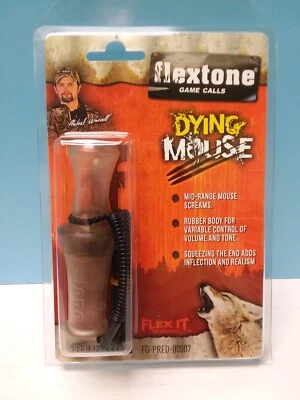 flextone
GAME CALLS
DYING
MOUSE
MID-RANGE MOUSE
SCREAMS.
RUBBER BODY FOR
VARIABLE CONTROL OF
VOLUME AND TONE.
SQUEEZING THE END ADDS
INFLECTION AND REALISM
FLEX IT
FG-PRED-00907